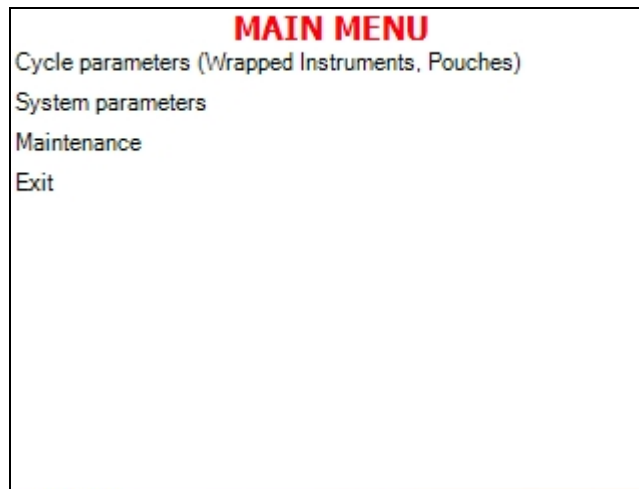 MAIN MENU
Cycle parameters (Wrapped Instruments, Pouches)
System parameters
Maintenance
Exit